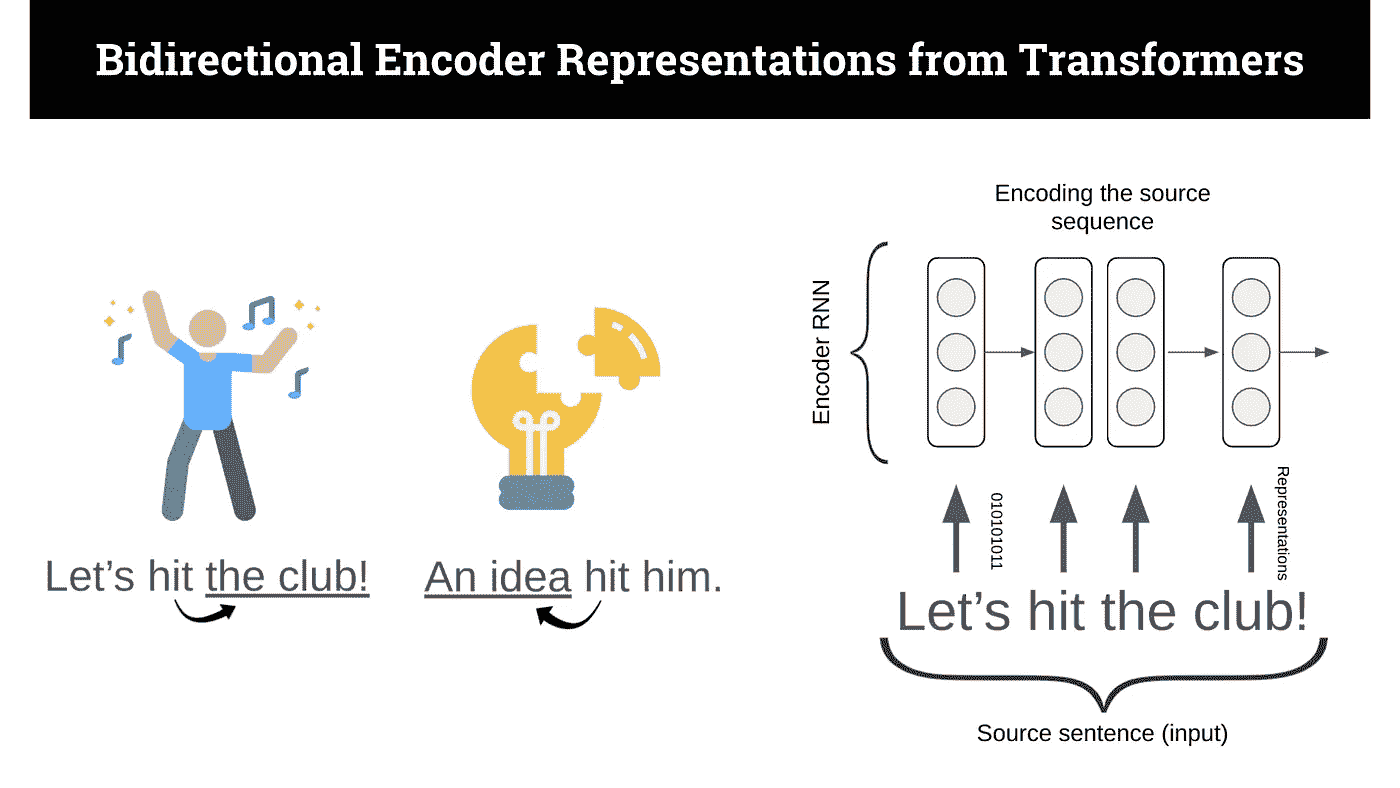 Bidirectional Encoder Representations from Transformers
Encoding the source
sequence
Encoder RNN
010101011
Representations
Let’s hit the club!
An idea hit him.
Let’s hit the club!
Source sentence (input)